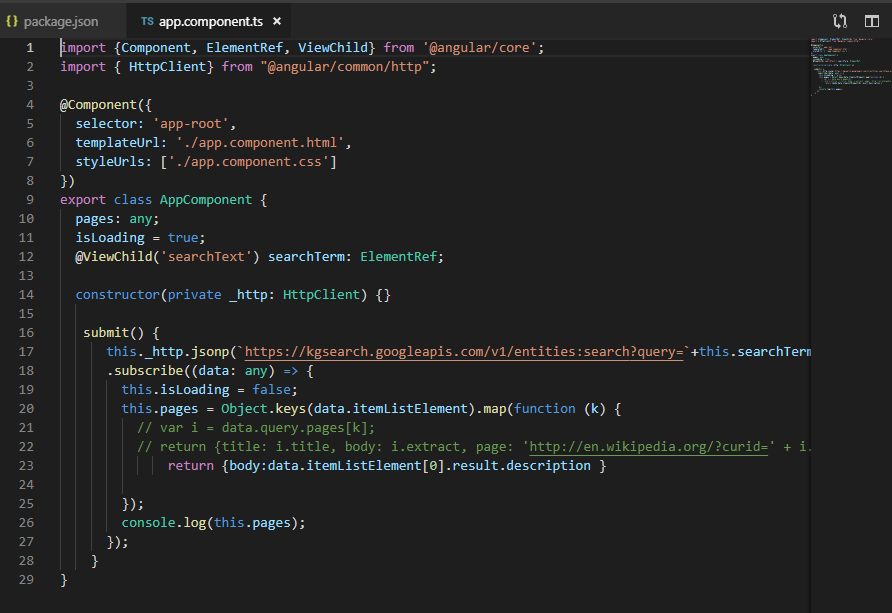 {} package.json TS app.component.ts ×
1 import {Component, ElementRef, ViewChild} from '@angular/core';
2 import { HttpClient} from "@angular/common/http";
3
4 @Component({
5 selector: 'app-root',
6 templateUrl: './app.component.html',
7 styleUrls: ['./app.component.css']
8 })
9 export class AppComponent {
10 pages: any;
11 isLoading = true;
12 @ViewChild('searchText') searchTerm: ElementRef;
13
14 constructor(private _http: HttpClient) {}
15
16 submit() {
17 this._http.jsonp(`https://kgsearch.googleapis.com/v1/entities:search?query=`+this.searchTerm
18 .subscribe((data: any) => {
19 this.isLoading = false;
20 this.pages = Object.keys(data.itemListElement).map(function (k) {
21 // var i = data.query.pages[k];
22 // return {title: i.title, body: i.extract, page: 'http://en.wikipedia.org/?curid=' + i.
23 return {body:data.itemListElement[0].result.description }
24
25 });
26 console.log(this.pages);
27 });
28 }
29 }